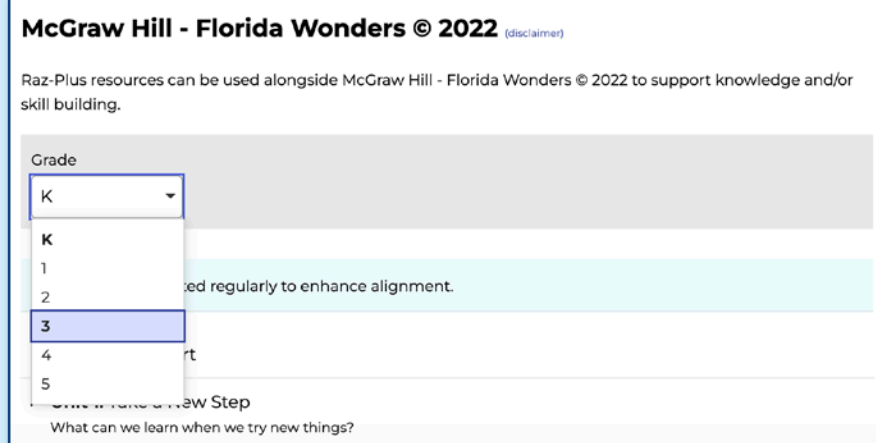 McGraw Hill - Florida Wonders © 2022 (disclaimer)
Raz-Plus resources can be used alongside McGraw Hill - Florida Wonders © 2022 to support knowledge and/or
skill building.
Grade
K
K
1
2
3
4
5
regularly to enhance alignment.
New Step
What can we learn when we try new things?